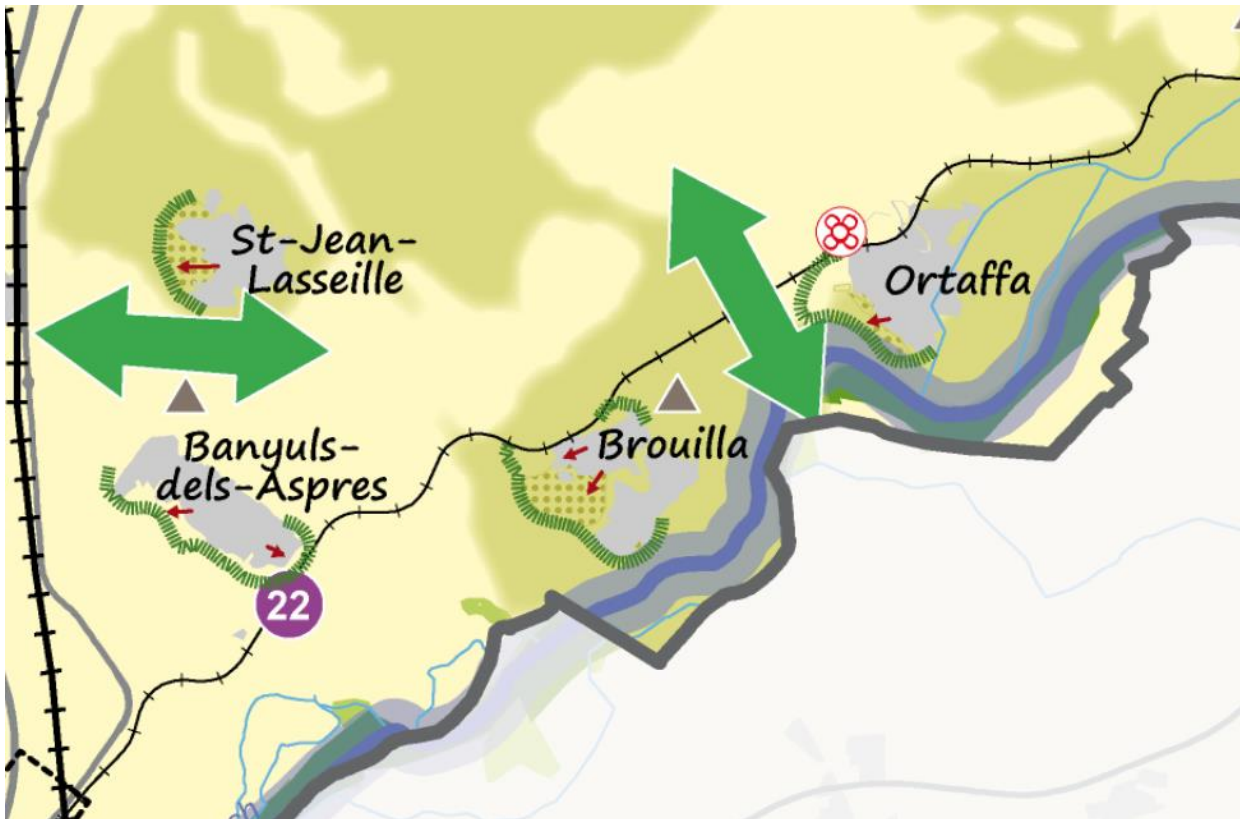 St-Jean-
Lasseille
Ortaffa
Banyuls-
dels-Aspres
Brouilla
22